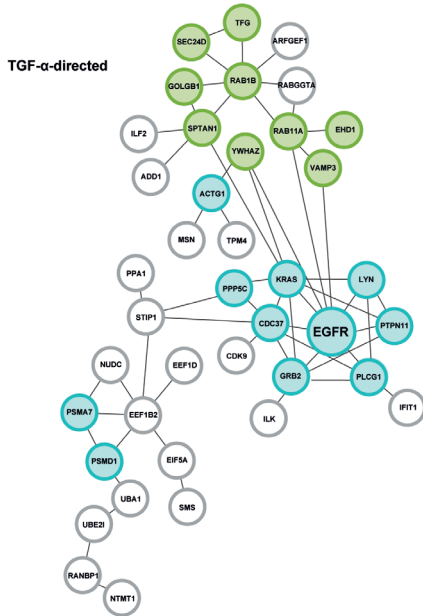 TFG
SEC24D
ARFGEF1
TGF-α-directed
RAB1B
GOLGB1
RABGGTA
SPTAN1
RAB11A
EHD1
ILF2
YWHAZ
VAMP3
ADD1
ACTG1
MSN
TPM4
PPA1
KRAS
LYN
PPP5C
STIP1
CDC37
EGFR
PTPN11
CDK9
NUDC
EEF1D
GRB2
PLCG1
PSMA7
EEF1B2
ILK
IFIT1
PSMD1
EIF5A
UBA1
SMS
UBE2I
RANBP1
NTMT1